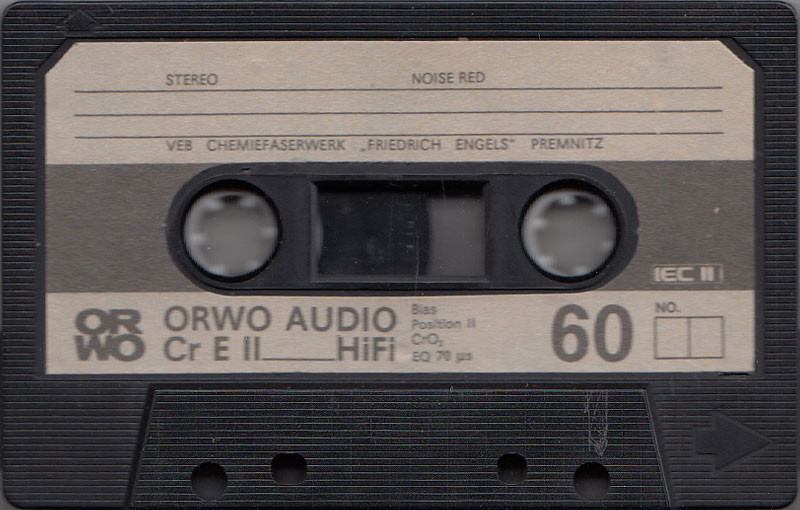 STEREO NOISE RED
VEB CHEMIEFASERWERK „FRIEDRICH ENGELS“ PREMNITZ
IEC II
OR
WO
ORWO AUDIO
Cr E II HiFi
Bias
Position II
CrO₂
EQ 70 µs
60
NO.